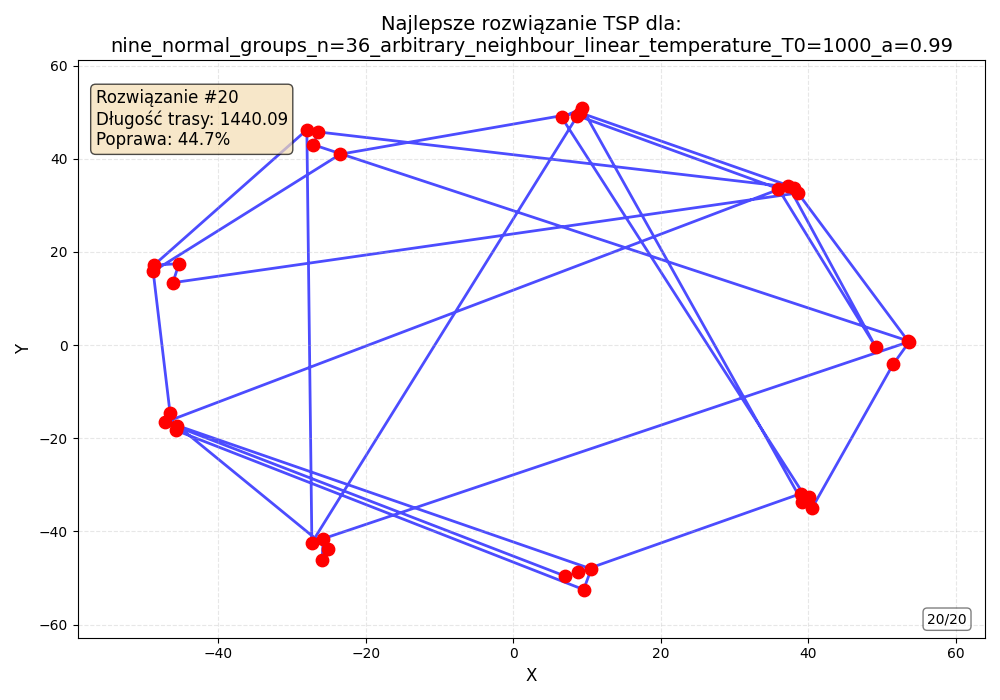 Najlepsze rozwiązanie TSP dla:
nine_normal_groups_n=36_arbitrary_neighbour_linear_temperature_T0=1000_a=0.99
Rozwiązanie #20
Długość trasy: 1440.09
Poprawa: 44.7%
60
40
20
0
−20
−40
−60
Y
20/20
−40 −20 0 20 40 60
X